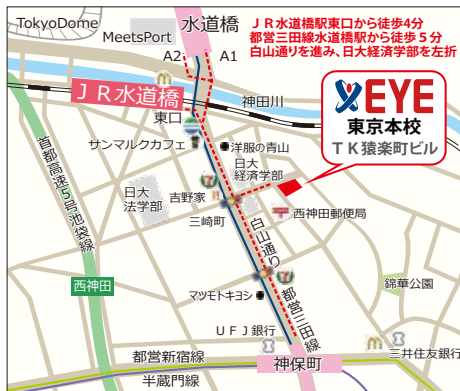 TokyoDome
MeetsPort
水道橋
A2
A1
ＪＲ水道橋駅東口から徒歩4分
都営三田線水道橋駅から徒歩５分
白山通りを進み、日大経済学部を左折
ＪＲ水道橋
神田川
東口
サンマルクカフェ
洋服の青山
EYE
東京本校
ＴＫ猿楽町ビル
首都高速5号池袋線
日大
法学部
吉野家
日大
経済学部
三崎町
西神田郵便局
白山通り
西神田
マツモトキヨシ
都営三田線
錦華公園
ＵＦＪ銀行
三井住友銀行
都営新宿線
神保町
半蔵門線